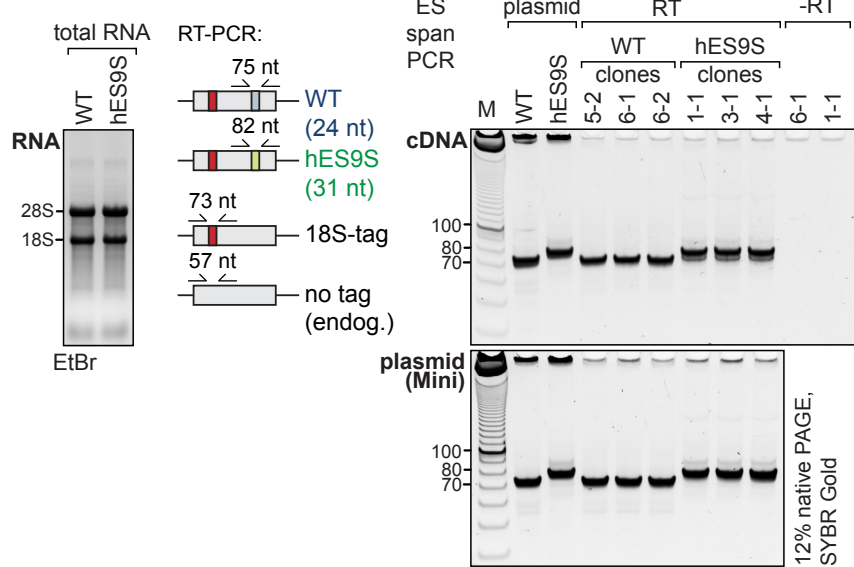 total RNA
WT
hES9S
RNA
28S
18S
EtBr
RT-PCR:
75 nt
WT
(24 nt)
82 nt
hES9S
(31 nt)
73 nt
18S-tag
57 nt
no tag
(endog.)
ES
span
PCR
plasmid
RT
-RT
WT
hES9S
clones
clones
M
WT
hES9S
5-2
6-1
6-2
1-1
3-1
4-1
6-1
1-1
cDNA
100
80
70
plasmid
(Mini)
100
80
70
12% native PAGE,
SYBR Gold